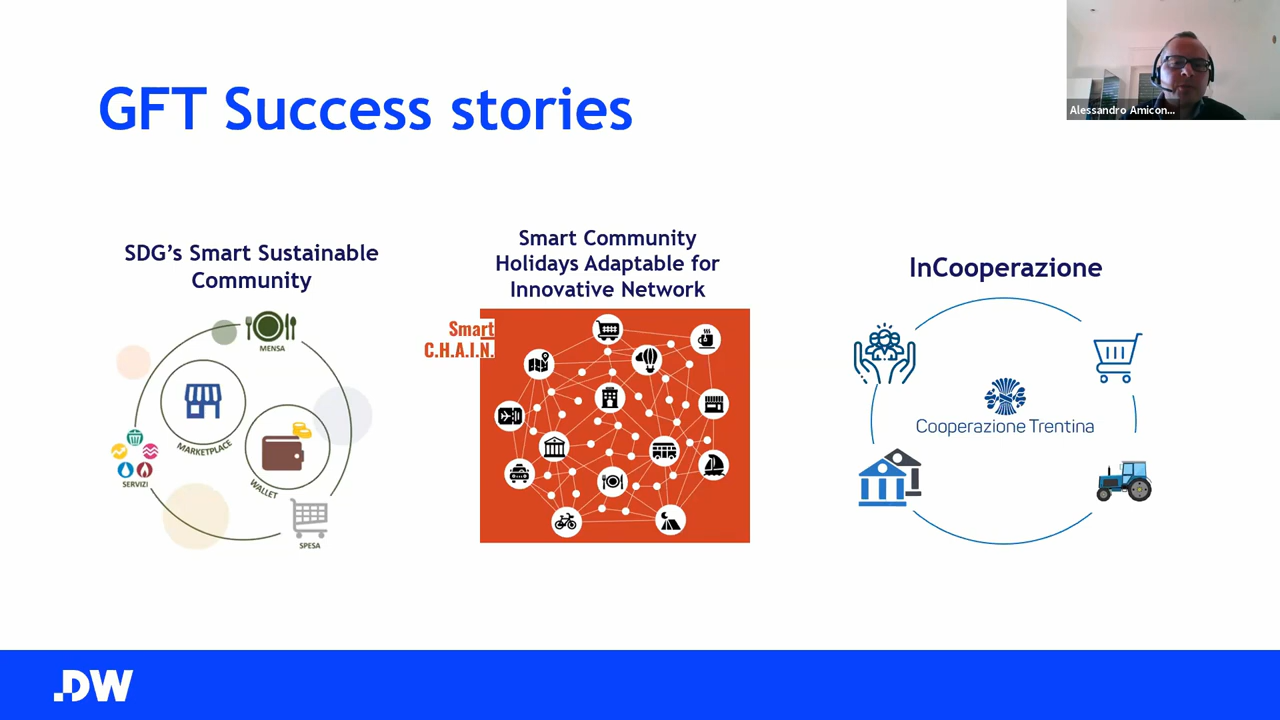 GFT Success stories
Alessandro Amicon...
SDG’s Smart Sustainable
Community
MENSA
MARKETPLACE
WALLET
SERVIZI
SPESA
Smart Community
Holidays Adaptable for
Innovative Network
Smart
C.H.A.I.N.
InCooperazione
Cooperazione Trentina
.DW